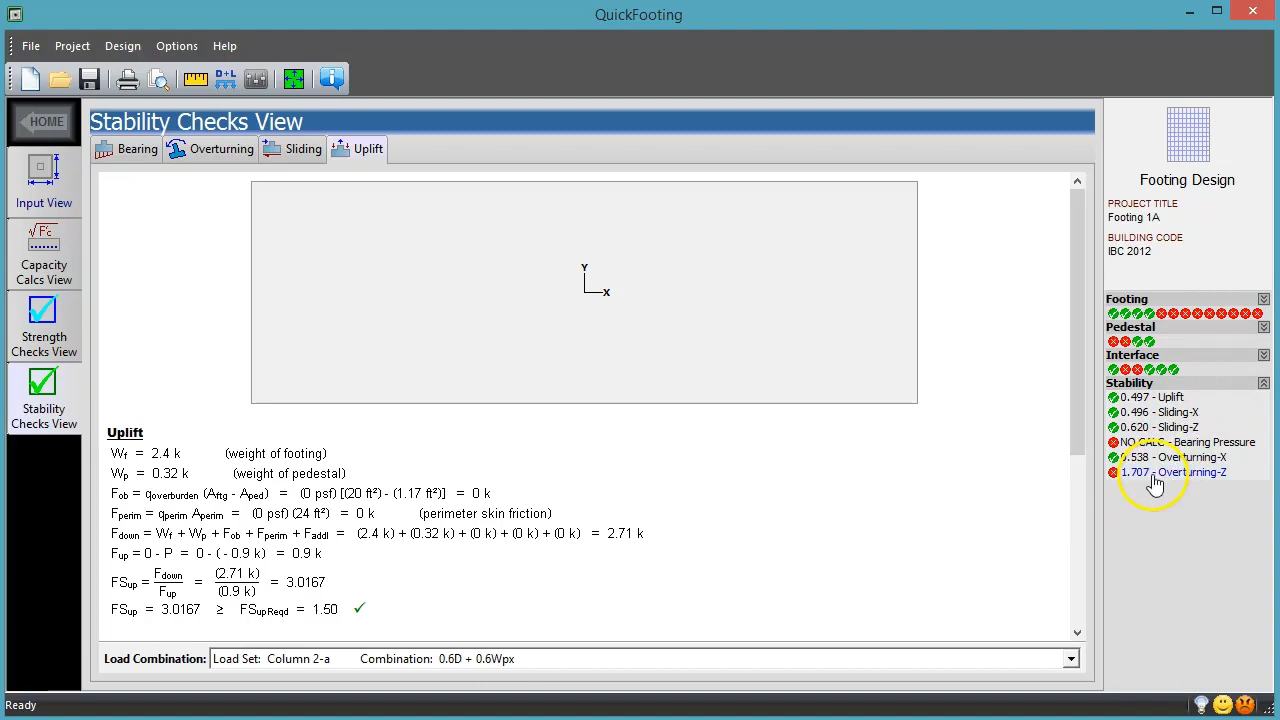 QuickFooting
File Project Design Options Help
D+L
HOME
Input View
√F'c
Capacity
Calcs View
Strength
Checks View
Stability
Checks View
Stability Checks View
Bearing Overturning Sliding Uplift
Y
X
Uplift
Wf = 2.4 k (weight of footing)
Wp = 0.32 k (weight of pedestal)
Fob = qoverburden (Aftg - Aped) = (0 psf) [(20 ft²) - (1.17 ft²)] = 0 k
Fperim = qperim Aperim = (0 psf) (24 ft²) = 0 k (perimeter skin friction)
Fdown = Wf + Wp + Fob + Fperim + Faddl = (2.4 k) + (0.32 k) + (0 k) + (0 k) + (0 k) = 2.71 k
Fup = 0 - P = 0 - ( - 0.9 k) = 0.9 k
FSup = Fdown / Fup = (2.71 k) / (0.9 k) = 3.0167
FSup = 3.0167 ≥ FSupReqd = 1.50 ✓
Load Combination: Load Set: Column 2-a Combination: 0.6D + 0.6Wpx
Footing Design
PROJECT TITLE
Footing 1A
BUILDING CODE
IBC 2012
Footing
Pedestal
Interface
Stability
0.497 - Uplift
0.496 - Sliding-X
0.620 - Sliding-Z
NO CALC - Bearing Pressure
0.538 - Overturning-X
1.707 - Overturning-Z
Ready